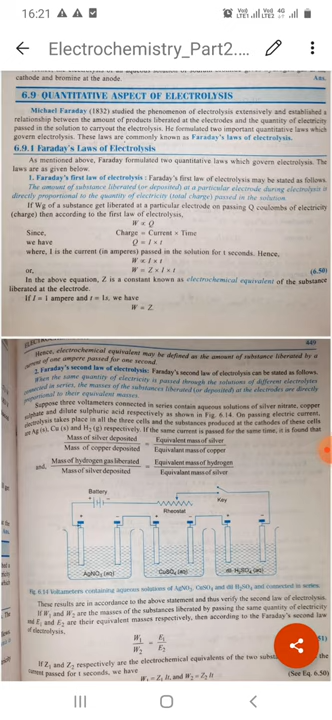 16:21
Vo) 4G
LTE1 LTE2
Electrochemistry_Part2....
cathode and bromine at the anode.
Ans.
6.9 QUANTITATIVE ASPECT OF ELECTROLYSIS
Michael Faraday (1832) studied the phenomenon of electrolysis extensively and established a
relationship between the amount of products liberated at the electrodes and the quantity of electricity
passed in the solution to carryout the electrolysis. He formulated two important quantitative laws which
govern electrolysis. These laws are commonly known as Faraday's laws of electrolysis.
6.9.1 Faraday's Laws of Electrolysis
As mentioned above, Faraday formulated two quantitative laws which govern electrolysis. The
laws are as given below.
1. Faraday's first law of electrolysis : Faraday's first law of electrolysis may be stated as follows.
The amount of substance liberated (or deposited) at a particular electrode during electrolysis is
directly proportional to the quantity of electricity (total charge) passed in the solution.
If Wg of a substance get liberated at a particular electrode on passing Q coulombs of electricity
(charge) then according to the first law of electrolysis,
W ∝ Q
Since, Charge = Current × Time
we have Q = I × t
where, I is the current (in amperes) passed in the solution for t seconds. Hence,
W ∝ I × t
or, W = Z × I × t (6.50)
In the above equation, Z is a constant known as electrochemical equivalent of the substance
liberated at the electrode.
If I = 1 ampere and t = 1s, we have
W = Z.
449
Hence, electrochemical equivalent may be defined as the amount of substance liberated by a
of one ampere passed for one second.
2. Faraday's second law of electrolysis: Faraday's second law of electrolysis can be stated as follows.
When the same quantity of electricity is passed through the solutions of different electrolytes
connected in series, the masses of the substances liberated (or deposited) at the electrodes are directly
proportional to their equivalent masses.
Suppose three voltameters connected in series contain aqueous solutions of silver nitrate, copper
sulphate and dilute sulphuric acid respectively as shown in Fig. 6.14. On passing electric current,
electrolysis takes place in all the three cells and the substances produced at the cathodes of these cells
are Ag (s), Cu (s) and H₂ (g) respectively. If the same current is passed for the same time, it is found that
Mass of silver deposited / Mass of copper deposited = Equivalent mass of silver / Equivalent mass of copper
and, Mass of hydrogen gas liberated / Mass of silver deposited = Equivalent mass of hydrogen / Equivalent mass of silver
Battery
Key
Rheostat
AgNO₃ (aq)
CuSO₄ (aq)
dil. H₂SO₄ (aq)
Fig 6.14 Voltameters containing aqueous solutions of AgNO₃, CuSO₄ and dil H₂SO₄ and connected in series.
These results are in accordance to the above statement and thus verify the second law of electrolysis.
If W₁ and W₂ are the masses of the substances liberated by passing the same quantity of electricity
and E₁ and E₂ are their equivalent masses respectively, then according to the Faraday's second law
of electrolysis,
W₁ / W₂ = E₁ / E₂
51)
If Z₁ and Z₂ respectively are the electrochemical equivalents of the two the
current passed for t seconds, we have
W₁ = Z₁ It, and W₂ = Z₂ It (See Eq. 6.50)